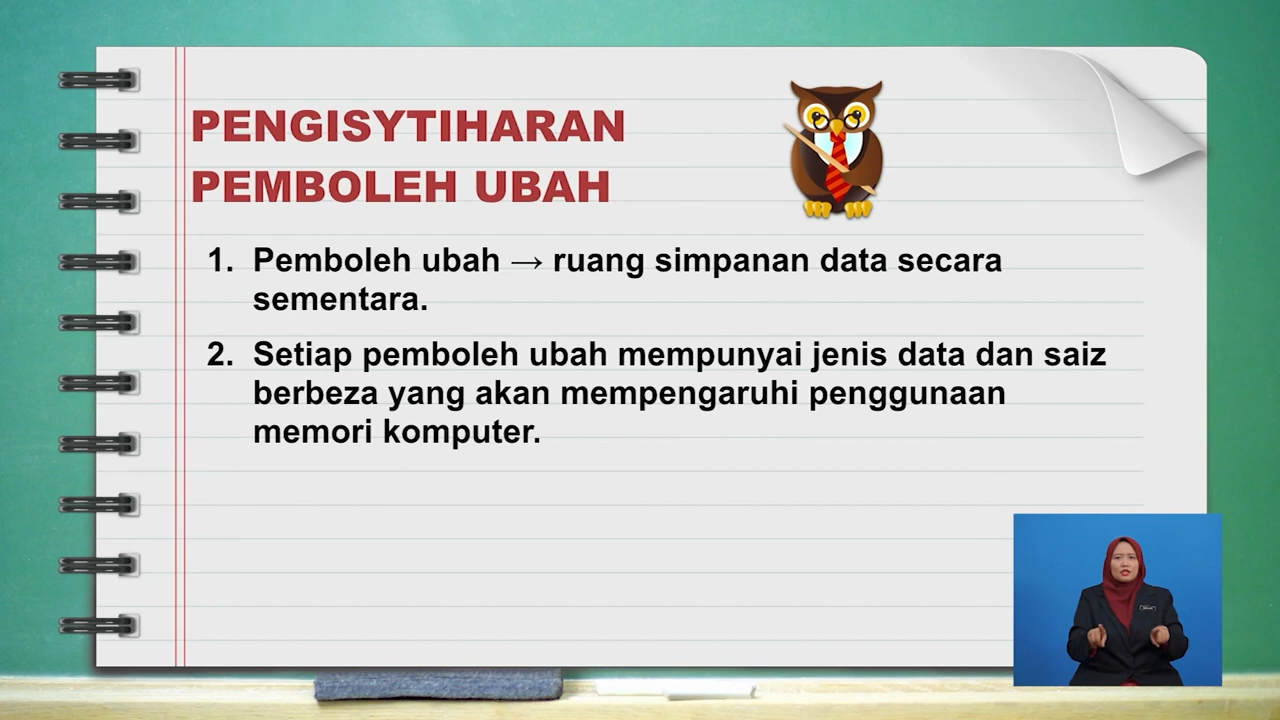 PENGISYTIHARAN
PEMBOLEH UBAH
1. Pemboleh ubah → ruang simpanan data secara
sementara.
2. Setiap pemboleh ubah mempunyai jenis data dan saiz
berbeza yang akan mempengaruhi penggunaan
memori komputer.